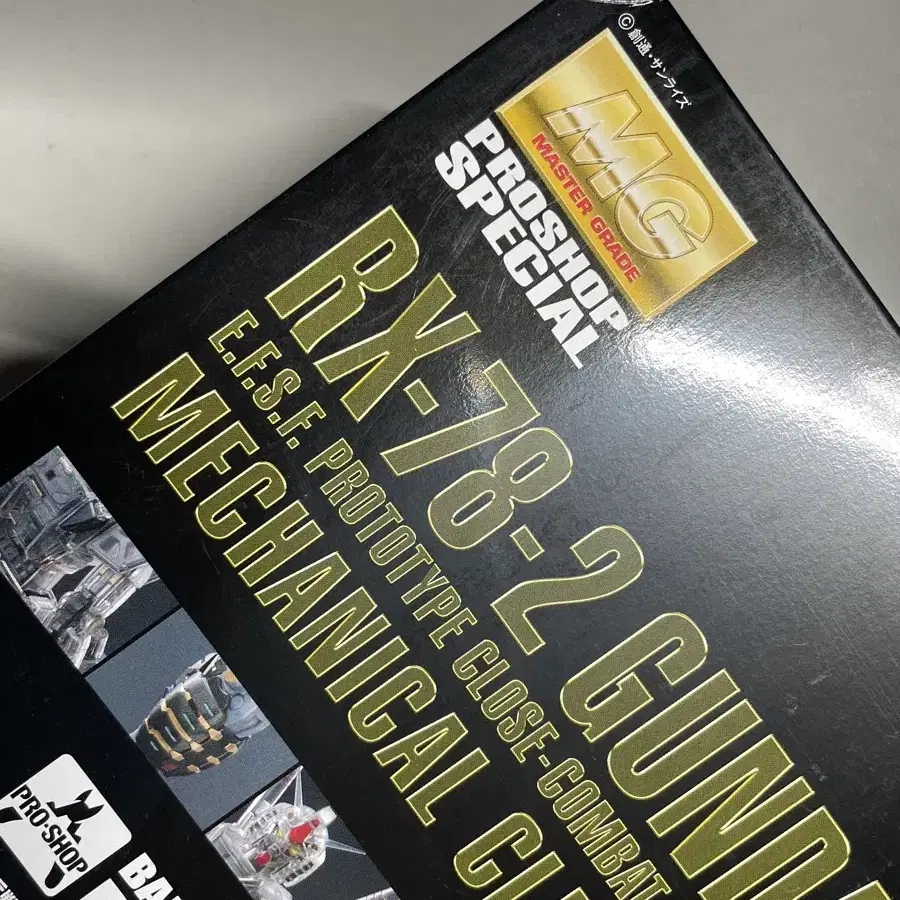 ©創通・サンライズ
MG
MASTER GRADE
PROSHOP
SPECIAL
RX-78-2 GUNDA
E.F.S.F. PROTOTYPE CLOSE-COMBAT
MECHANICAL CL
PRO-SHOP
BA